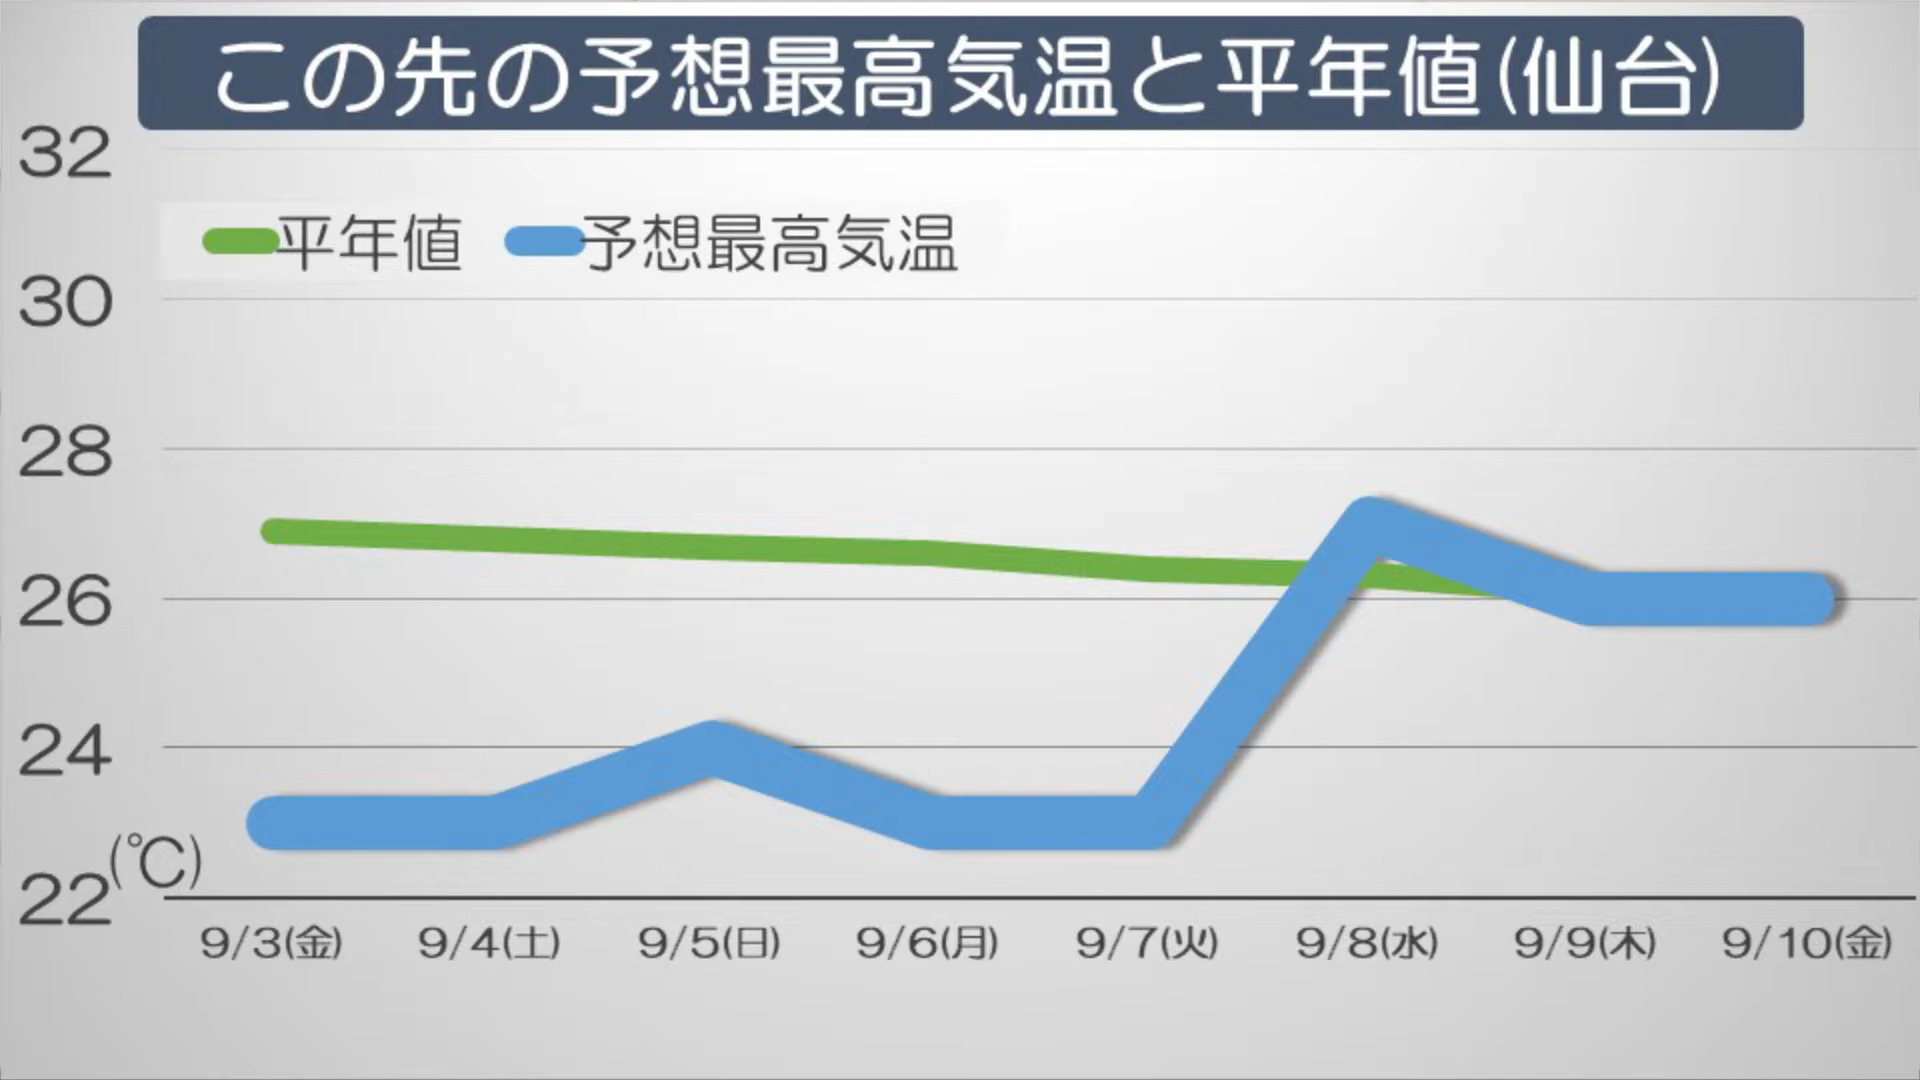 この先の予想最高気温と平年値(仙台)
32
平年値 予想最高気温
30
28
26
24
(℃)
22
9/3(金) 9/4(土) 9/5(日) 9/6(月) 9/7(火) 9/8(水) 9/9(木) 9/10(金)